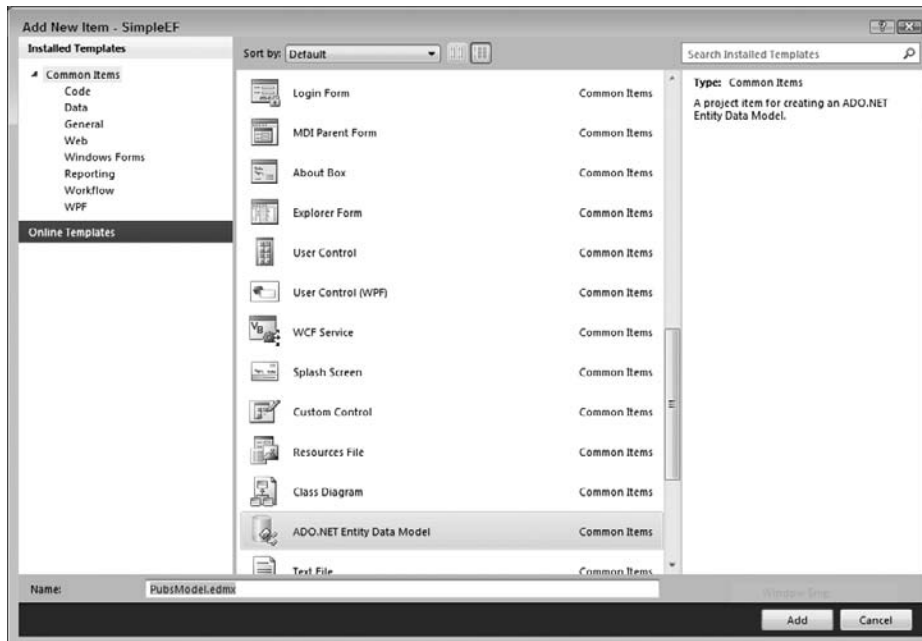 Add New Item - SimpleEF
Installed Templates
Common Items
Code
Data
General
Web
Windows Forms
Reporting
Workflow
WPF
Online Templates
Sort by: Default
Login Form Common Items
MDI Parent Form Common Items
About Box Common Items
Explorer Form Common Items
User Control Common Items
User Control (WPF) Common Items
WCF Service Common Items
Splash Screen Common Items
Custom Control Common Items
Resources File Common Items
Class Diagram Common Items
ADO.NET Entity Data Model Common Items
Text File Common Items
Search Installed Templates
Type: Common Items
A project item for creating an ADO.NET
Entity Data Model.
Name: PubsModel.edmx
Window Snip
Add Cancel